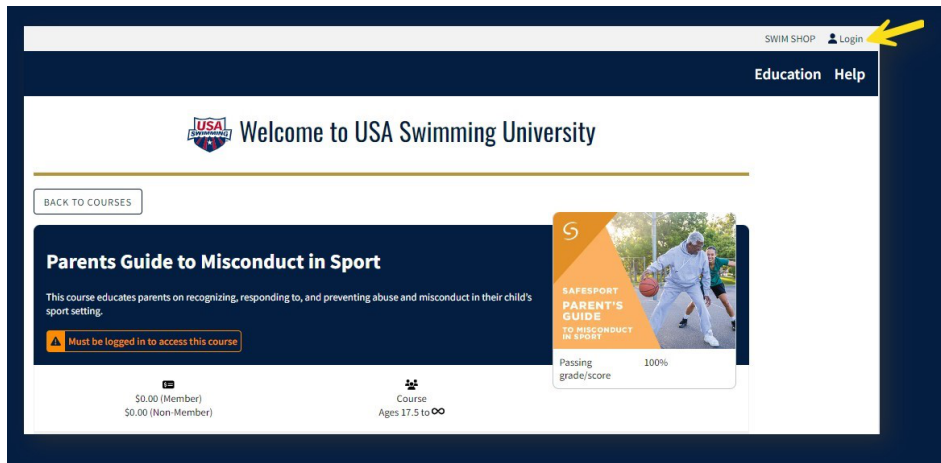 SWIM SHOP Login
Education Help
USA
SWIMMING
Welcome to USA Swimming University
BACK TO COURSES
Parents Guide to Misconduct in Sport
This course educates parents on recognizing, responding to, and preventing abuse and misconduct in their child's
sport setting.
Must be logged in to access this course
SAFESPORT
PARENT'S
GUIDE
TO MISCONDUCT
IN SPORT
Passing 100%
grade/score
$0.00 (Member)
$0.00 (Non-Member)
Course
Ages 17.5 to ∞